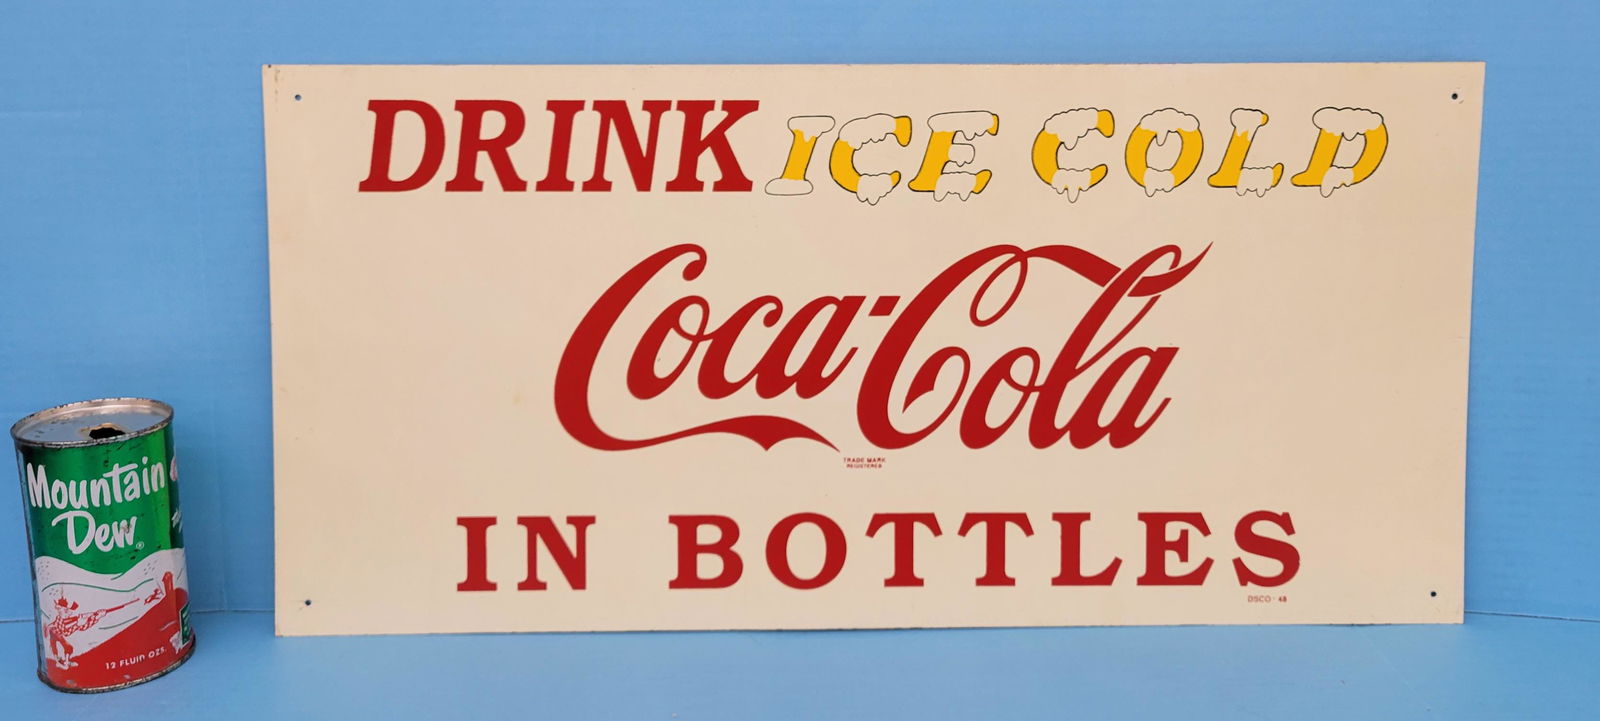 DRINK ICE COLD
Coca-Cola
TRADE MARK
REGISTERED
IN BOTTLES
DSCO - 48
Mountain
Dew®
12 FLUID OZS.